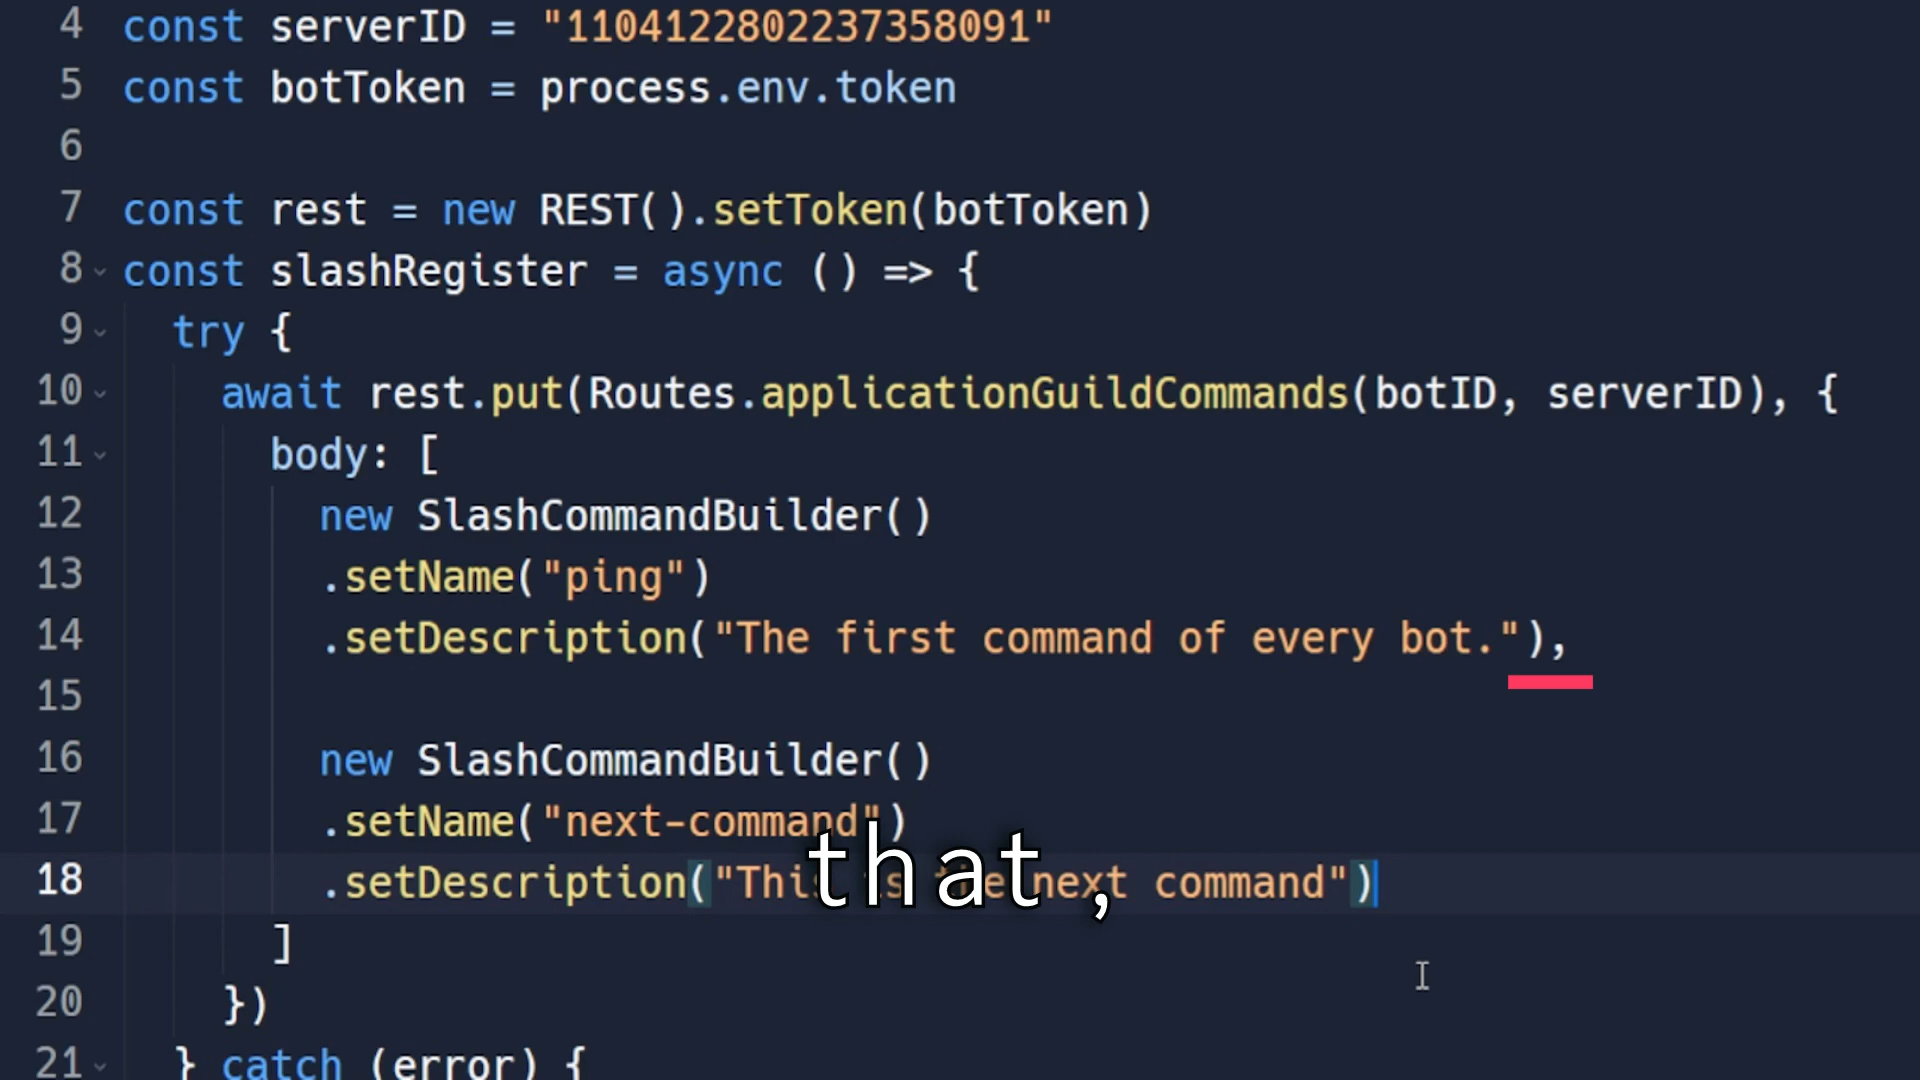 4 const serverID = "1104122802237358091"
5 const botToken = process.env.token
6
7 const rest = new REST().setToken(botToken)
8 const slashRegister = async () => {
9 try {
10 await rest.put(Routes.applicationGuildCommands(botID, serverID), {
11 body: [
12 new SlashCommandBuilder()
13 .setName("ping")
14 .setDescription("The first command of every bot."),
15
16 new SlashCommandBuilder()
17 .setName("next-command")
18 .setDescription("This is the next command")
that,
19 ]
20 })
21 } catch (error) {